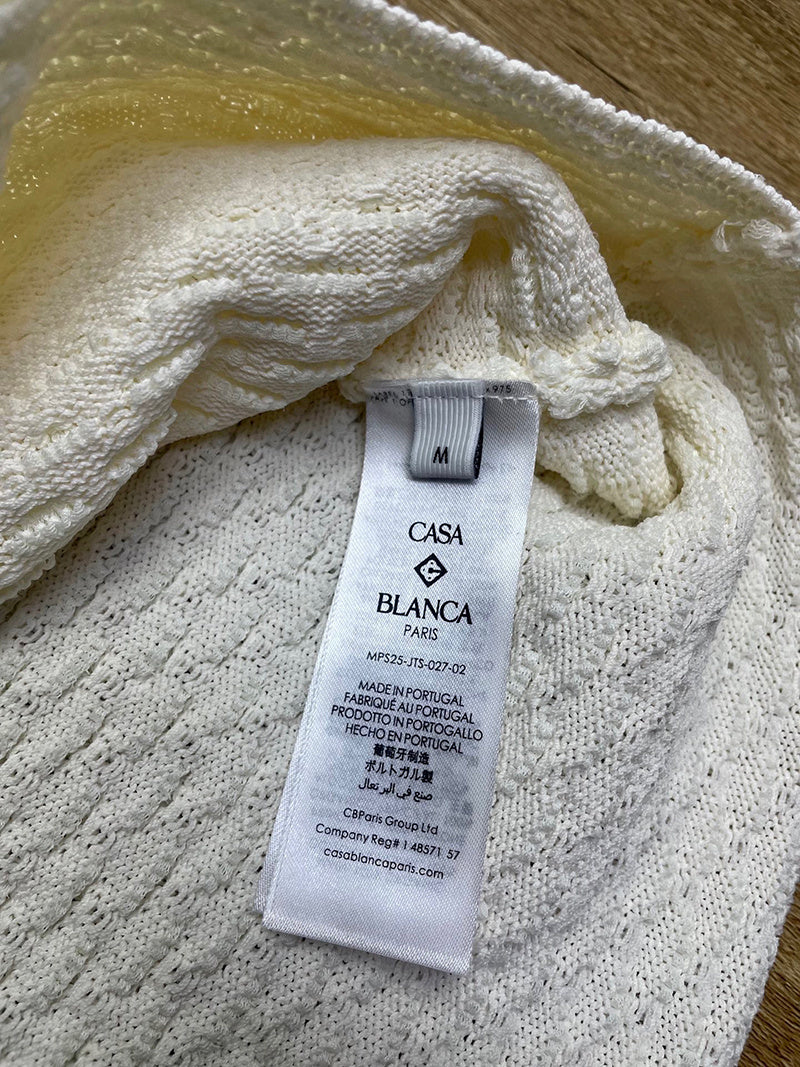 M
CASA
BLANCA
PARIS
MPS25-JTS-027-02
MADE IN PORTUGAL
FABRIQUÉ AU PORTUGAL
PRODOTTO IN PORTOGALLO
HECHO EN PORTUGAL
葡萄牙制造
ポルトガル製
صنع في البرتغال
CBParis Group Ltd
Company Reg# 1 48571 57
casablancaparis.com